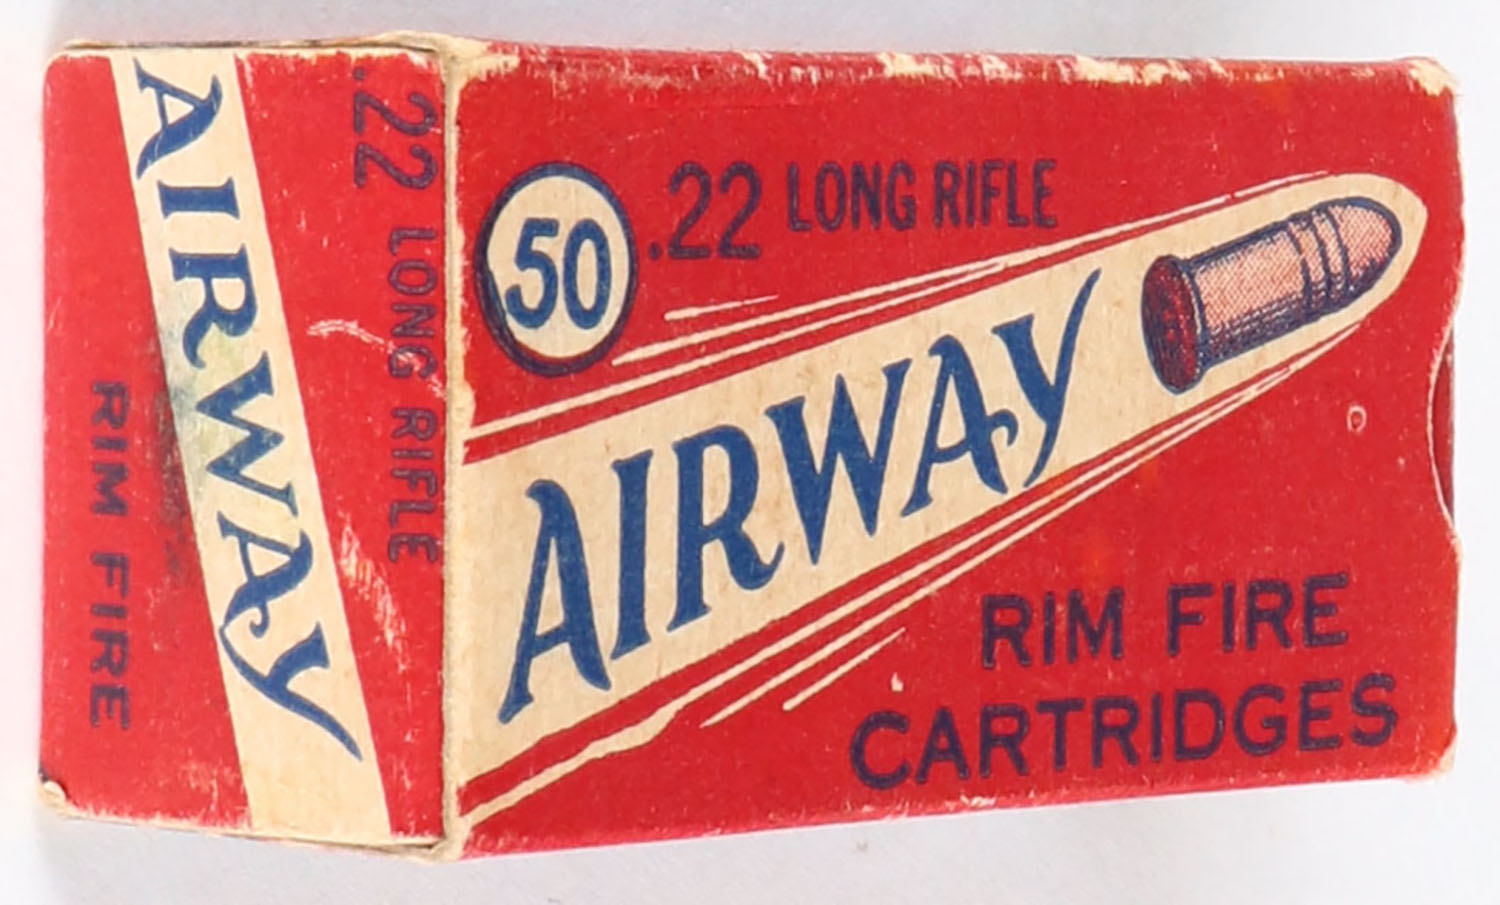 50
.22 LONG RIFLE
AIRWAY
RIM FIRE
CARTRIDGES
.22 LONG RIFLE
AIRWAY
RIM FIRE